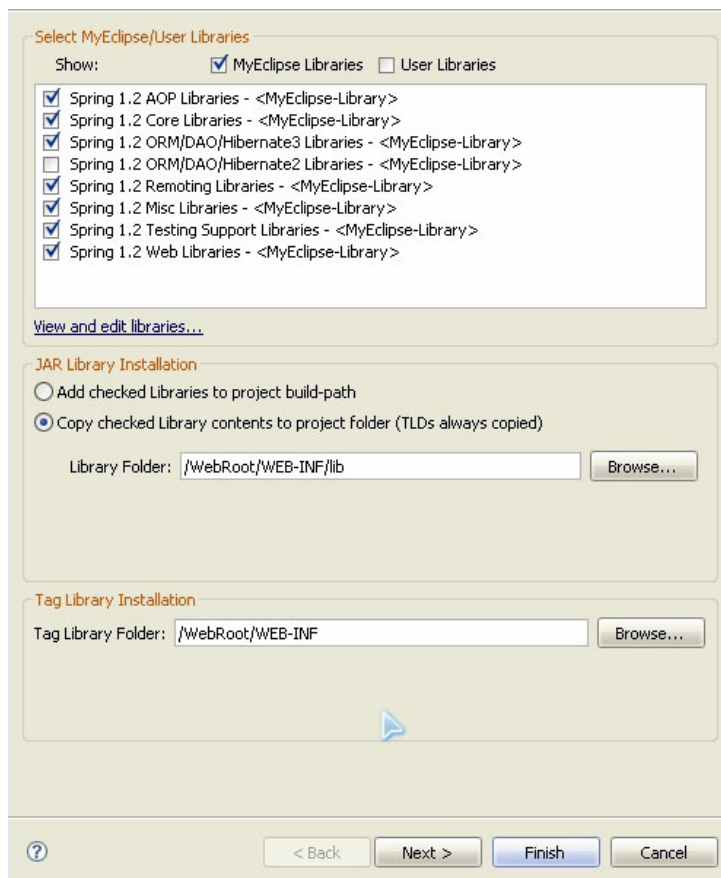 Select MyEclipse/User Libraries
Show: MyEclipse Libraries User Libraries
Spring 1.2 AOP Libraries - <MyEclipse-Library>
Spring 1.2 Core Libraries - <MyEclipse-Library>
Spring 1.2 ORM/DAO/Hibernate3 Libraries - <MyEclipse-Library>
Spring 1.2 ORM/DAO/Hibernate2 Libraries - <MyEclipse-Library>
Spring 1.2 Remoting Libraries - <MyEclipse-Library>
Spring 1.2 Misc Libraries - <MyEclipse-Library>
Spring 1.2 Testing Support Libraries - <MyEclipse-Library>
Spring 1.2 Web Libraries - <MyEclipse-Library>
View and edit libraries...
JAR Library Installation
Add checked Libraries to project build-path
Copy checked Library contents to project folder (TLDs always copied)
Library Folder: /WebRoot/WEB-INF/lib Browse...
Tag Library Installation
Tag Library Folder: /WebRoot/WEB-INF Browse...
? < Back Next > Finish Cancel